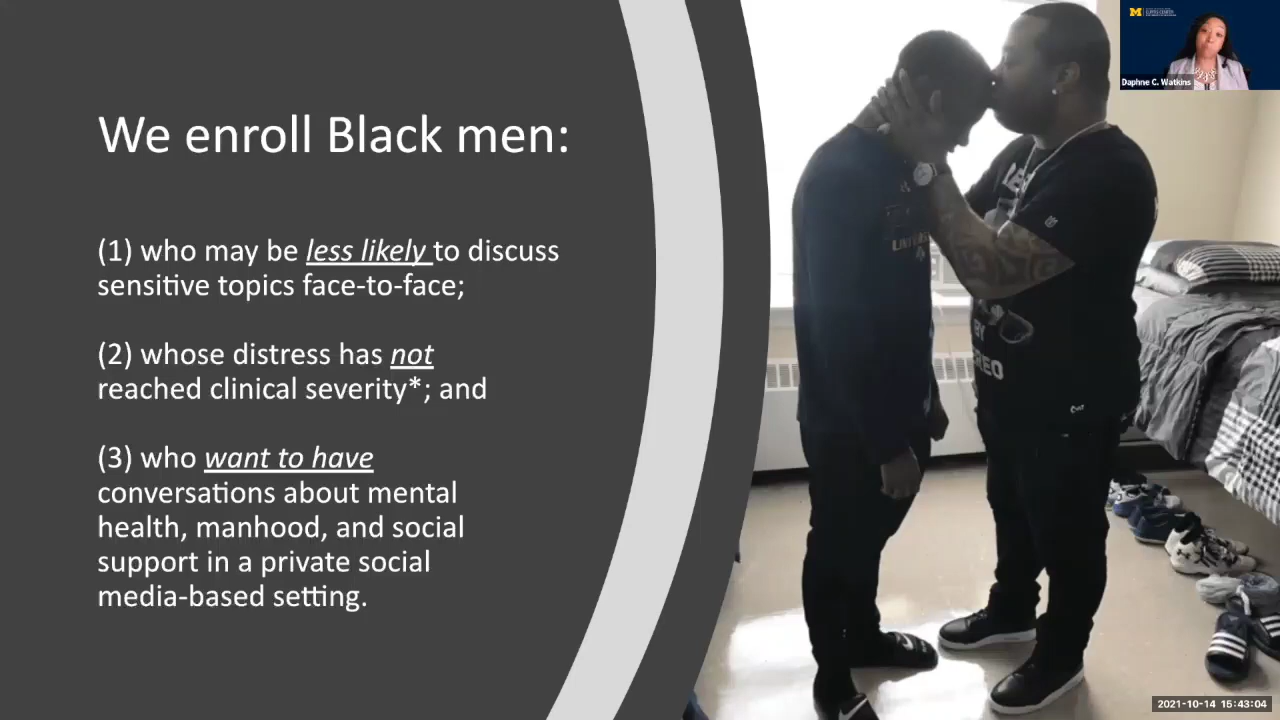 We enroll Black men:
(1) who may be less likely to discuss
sensitive topics face-to-face;
(2) whose distress has not
reached clinical severity*; and
(3) who want to have
conversations about mental
health, manhood, and social
support in a private social
media-based setting.
M
Daphne C. Watkins
BY
2021-10-14 15:43:04